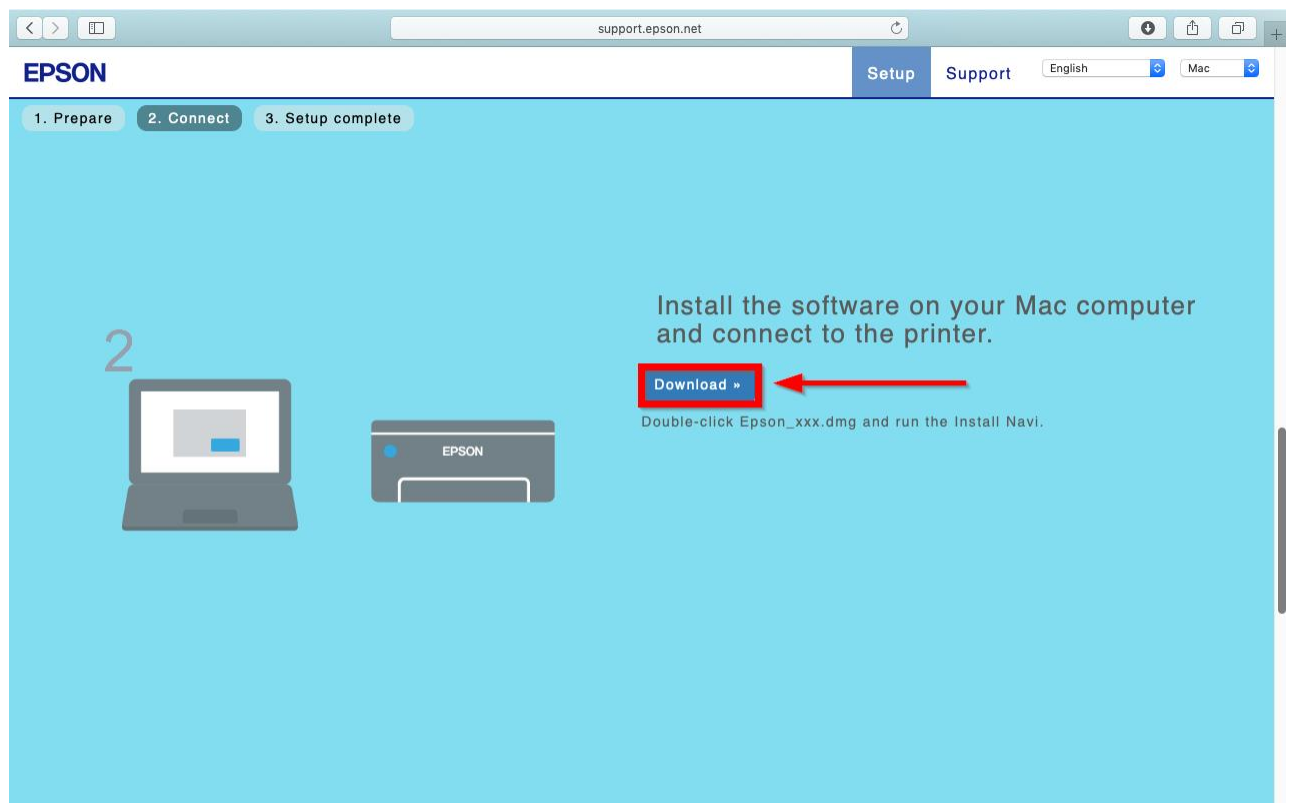 support.epson.net
EPSON
Setup
Support
English
Mac
1. Prepare
2. Connect
3. Setup complete
Install the software on your Mac computer
and connect to the printer.
2
Download »
Double-click Epson_xxx.dmg and run the Install Navi.
EPSON